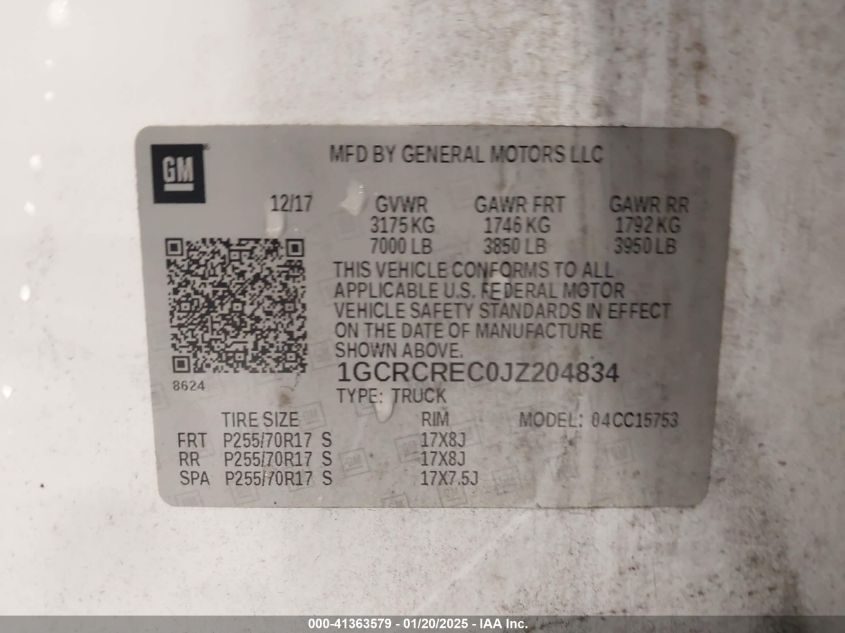 GM
MFD BY GENERAL MOTORS LLC
12/17 GVWR GAWR FRT GAWR RR
3175 KG 1746 KG 1792 KG
7000 LB 3850 LB 3950 LB
THIS VEHICLE CONFORMS TO ALL
APPLICABLE U.S. FEDERAL MOTOR
VEHICLE SAFETY STANDARDS IN EFFECT
ON THE DATE OF MANUFACTURE
SHOWN ABOVE.
8624
1GCRCREC0JZ204834
TYPE: TRUCK
TIRE SIZE RIM MODEL: 04CC15753
FRT P255/70R17 S 17X8J
RR P255/70R17 S 17X8J
SPA P255/70R17 S 17X7.5J
000-41363579 - 01/20/2025 - IAAI Holdings, Inc.